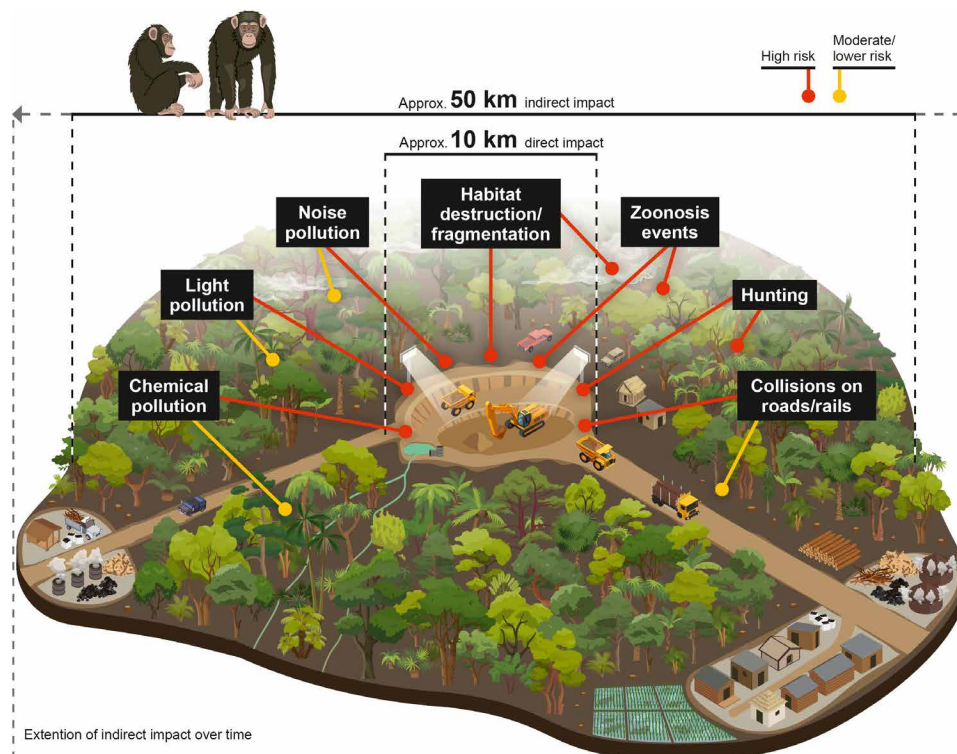 High risk
Moderate/
lower risk
Approx. 50 km indirect impact
Approx. 10 km direct impact
Noise
pollution
Habitat
destruction/
fragmentation
Zoonosis
events
Light
pollution
Hunting
Chemical
pollution
Collisions on
roads/rails
Extention of indirect impact over time